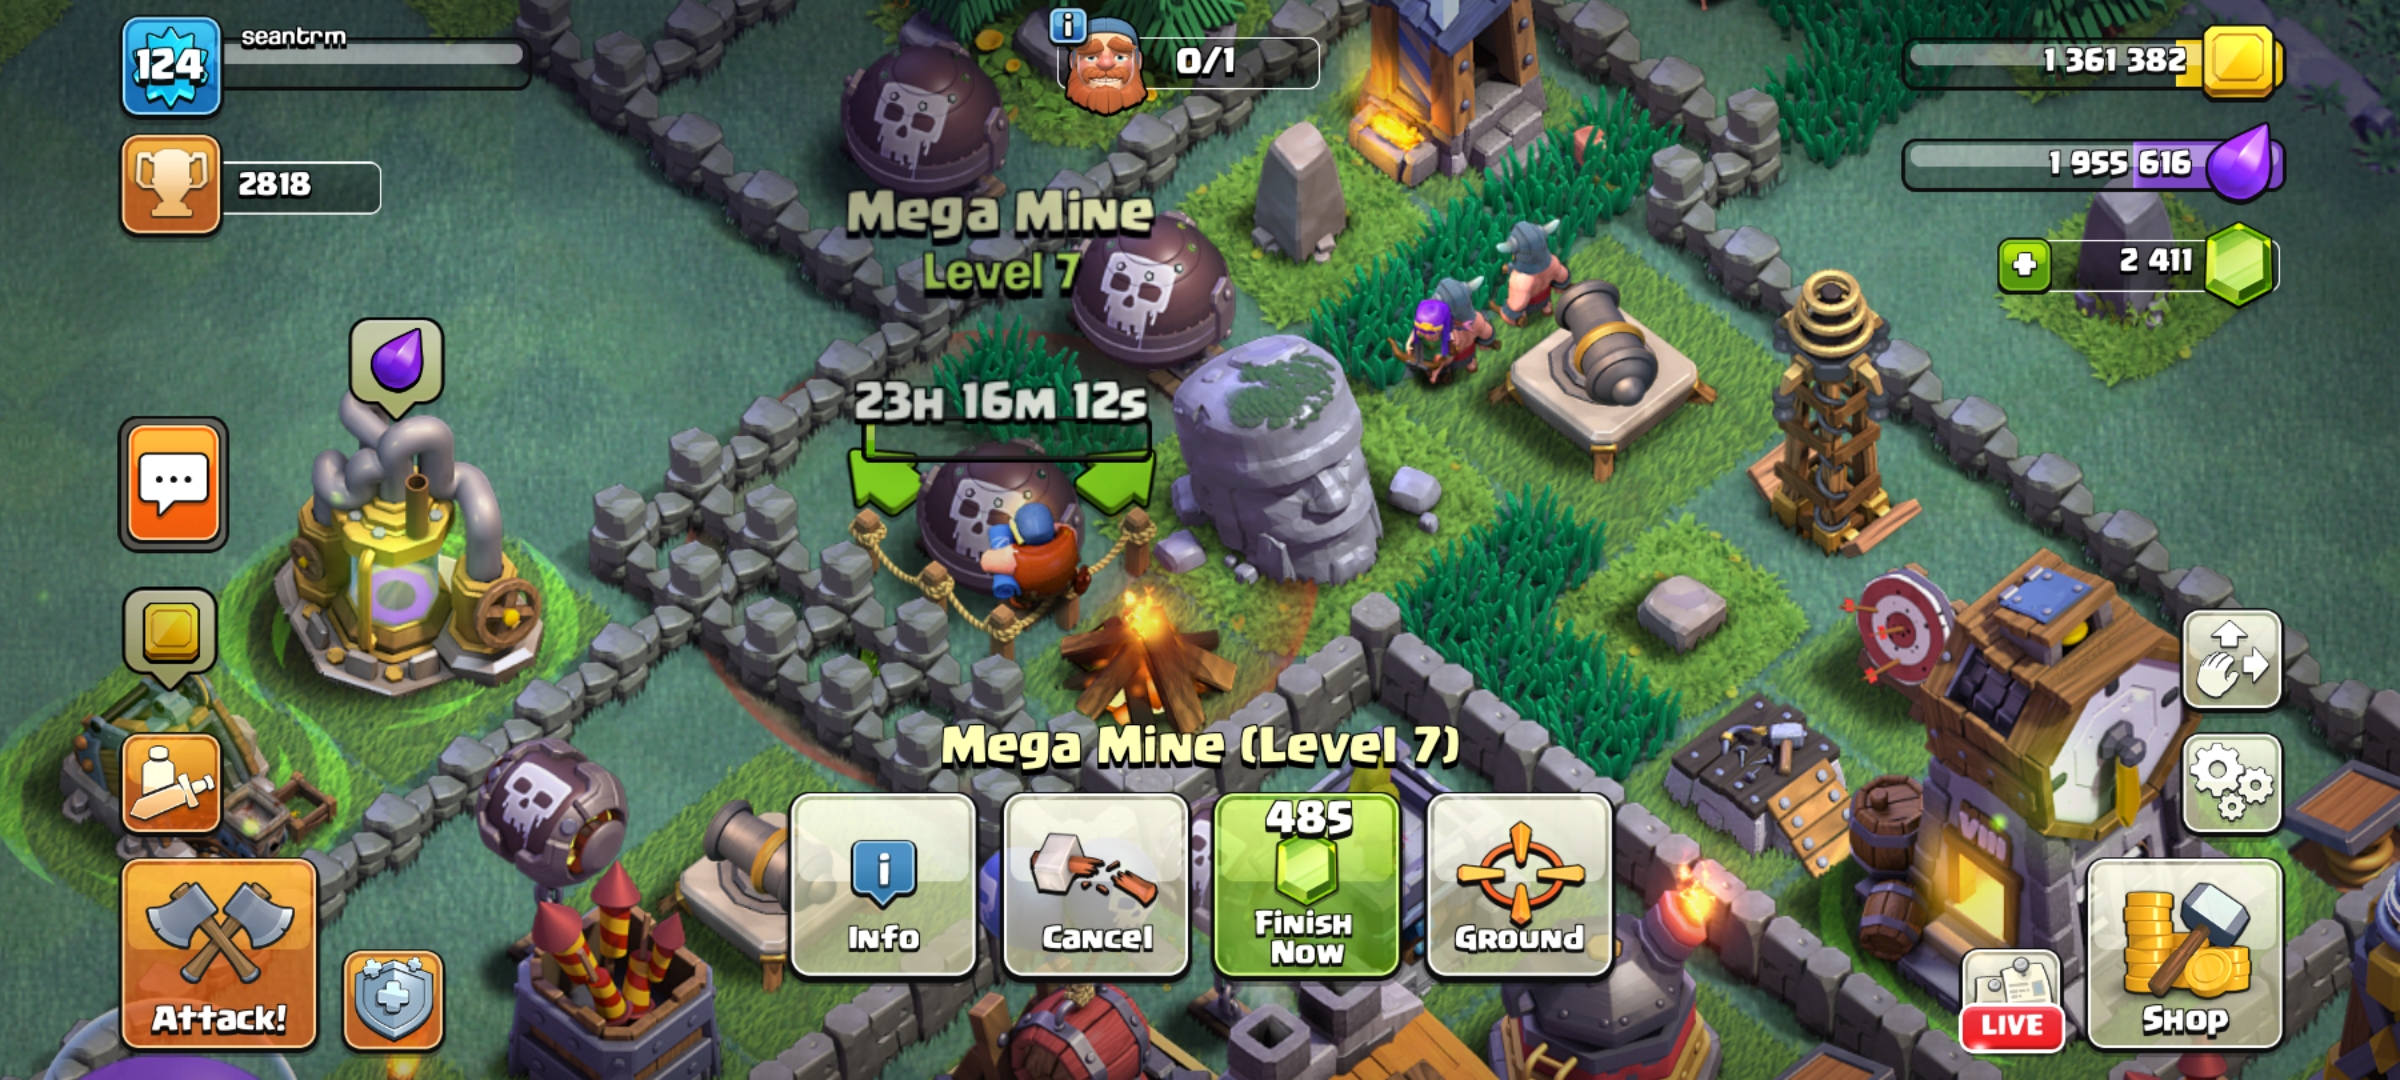 124
seantrm
0/1
1 361 382
2818
1 955 616
2 411
Mega Mine
Level 7
23H 16M 12s
Mega Mine (Level 7)
485
Info
Cancel
Finish
Now
Ground
VIII
Attack!
LIVE
Shop